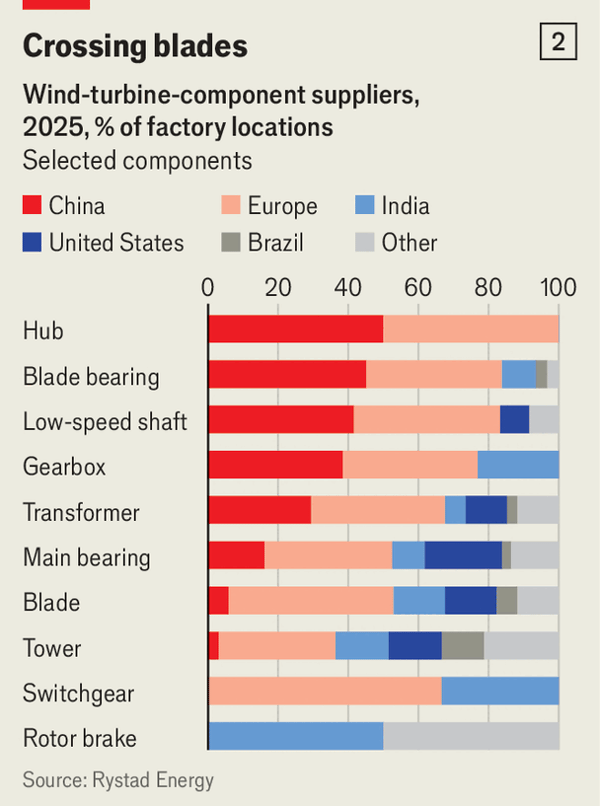 Crossing blades
2
Wind-turbine-component suppliers,
2025, % of factory locations
Selected components
China
Europe
India
United States
Brazil
Other
0 20 40 60 80 100
Hub
Blade bearing
Low-speed shaft
Gearbox
Transformer
Main bearing
Blade
Tower
Switchgear
Rotor brake
Source: Rystad Energy